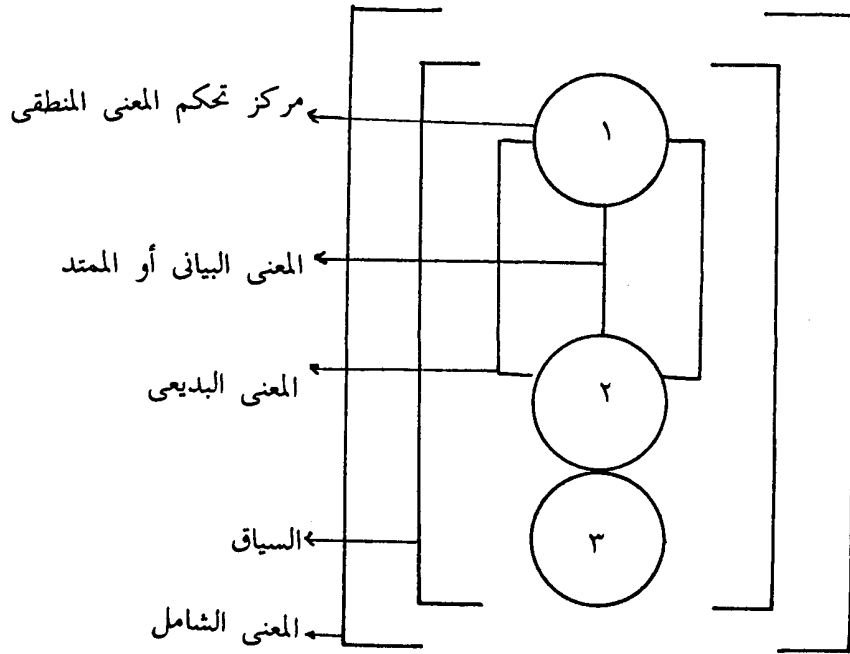 ١
مركز تحكم المعنى المنطقى
المعنى البيانى أو الممتد
٢
المعنى البديعى
٣
السياق
المعنى الشامل